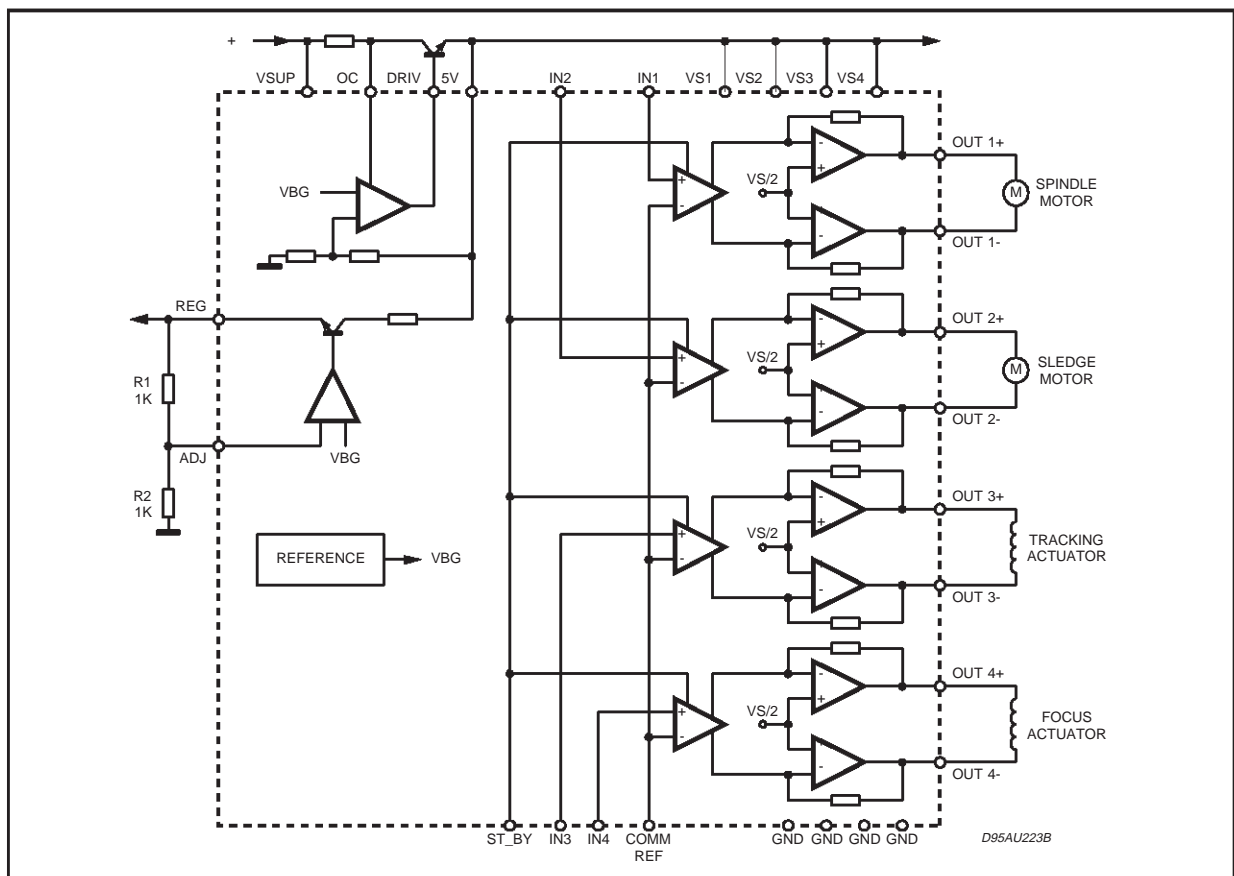 +
VSUP OC DRIV 5V IN2 IN1 VS1 VS2 VS3 VS4
VBG
REG
R1
1K
ADJ
VBG
R2
1K
REFERENCE VBG
+
-
VS/2
-
+
+
-
OUT 1+
M
SPINDLE
MOTOR
OUT 1-
+
-
VS/2
-
+
+
-
OUT 2+
M
SLEDGE
MOTOR
OUT 2-
+
-
VS/2
-
+
+
-
OUT 3+
TRACKING
ACTUATOR
OUT 3-
+
-
VS/2
-
+
+
-
OUT 4+
FOCUS
ACTUATOR
OUT 4-
ST_BY IN3 IN4 COMM
REF
GND GND GND GND
D95AU223B